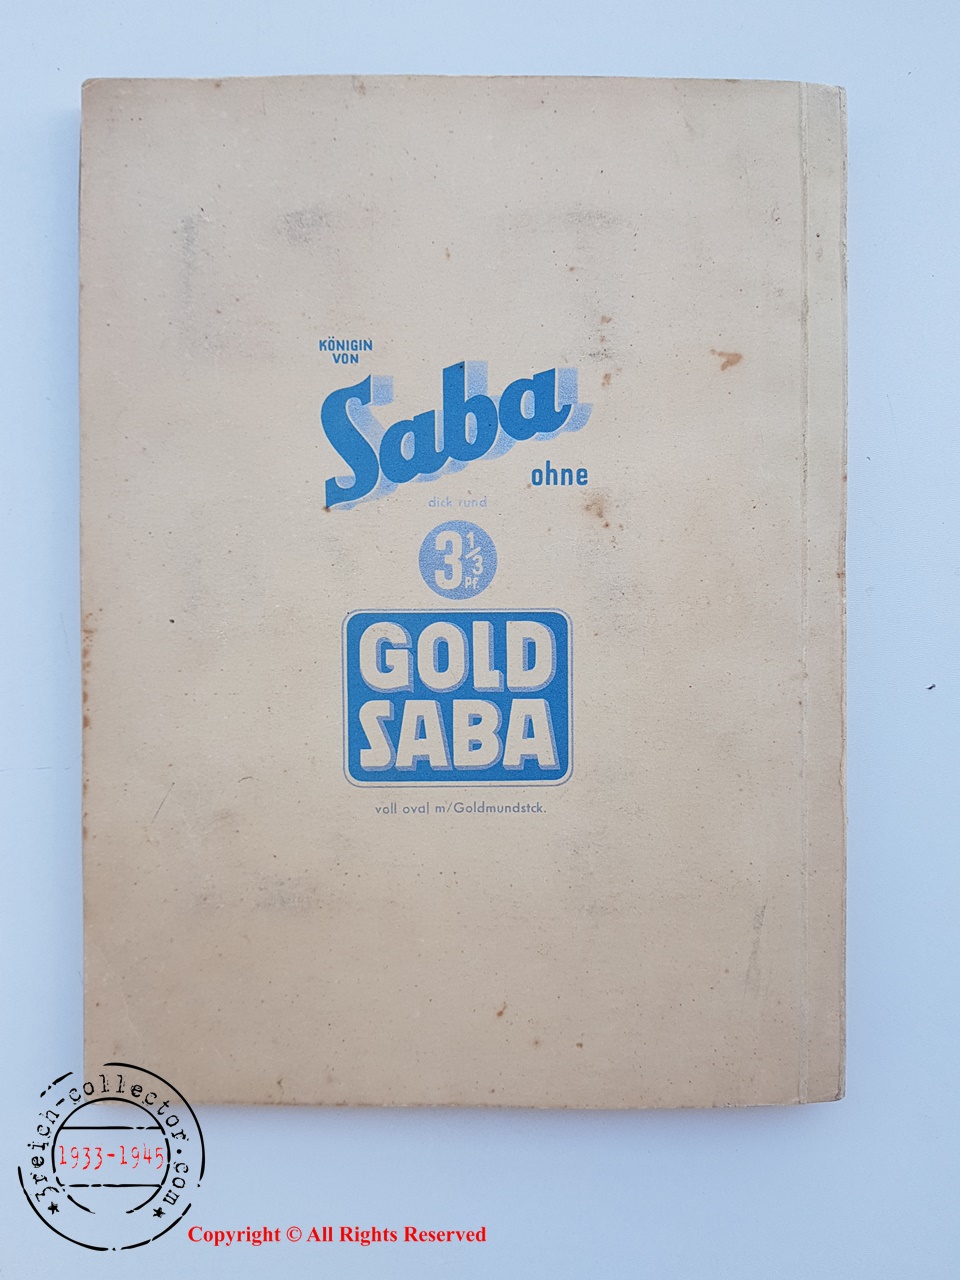 KÖNIGIN
VON
Saba
ohne
dick rund
3 1/3
Pf.
GOLD
SABA
voll oval m/Goldmundstck.
3reich-collector.com
1933-1945
Copyright © All Rights Reserved